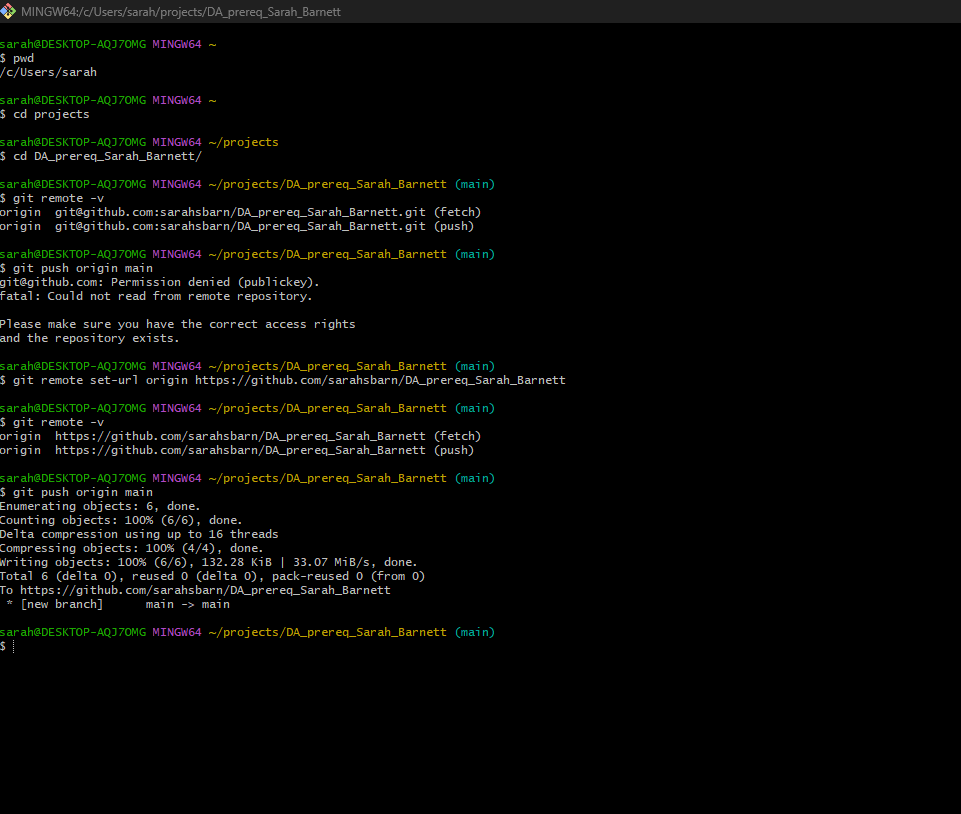 MINGW64:/c/Users/sarah/projects/DA_prereq_Sarah_Barnett
sarah@DESKTOP-AQJ7OMG MINGW64 ~
$ pwd
/c/Users/sarah
sarah@DESKTOP-AQJ7OMG MINGW64 ~
$ cd projects
sarah@DESKTOP-AQJ7OMG MINGW64 ~/projects
$ cd DA_prereq_Sarah_Barnett/
sarah@DESKTOP-AQJ7OMG MINGW64 ~/projects/DA_prereq_Sarah_Barnett (main)
$ git remote -v
origin  git@github.com:sarahsbarn/DA_prereq_Sarah_Barnett.git (fetch)
origin  git@github.com:sarahsbarn/DA_prereq_Sarah_Barnett.git (push)
sarah@DESKTOP-AQJ7OMG MINGW64 ~/projects/DA_prereq_Sarah_Barnett (main)
$ git push origin main
git@github.com: Permission denied (publickey).
fatal: Could not read from remote repository.
Please make sure you have the correct access rights
and the repository exists.
sarah@DESKTOP-AQJ7OMG MINGW64 ~/projects/DA_prereq_Sarah_Barnett (main)
$ git remote set-url origin https://github.com/sarahsbarn/DA_prereq_Sarah_Barnett
sarah@DESKTOP-AQJ7OMG MINGW64 ~/projects/DA_prereq_Sarah_Barnett (main)
$ git remote -v
origin  https://github.com/sarahsbarn/DA_prereq_Sarah_Barnett (fetch)
origin  https://github.com/sarahsbarn/DA_prereq_Sarah_Barnett (push)
sarah@DESKTOP-AQJ7OMG MINGW64 ~/projects/DA_prereq_Sarah_Barnett (main)
$ git push origin main
Enumerating objects: 6, done.
Counting objects: 100% (6/6), done.
Delta compression using up to 16 threads
Compressing objects: 100% (4/4), done.
Writing objects: 100% (6/6), 132.28 KiB | 33.07 MiB/s, done.
Total 6 (delta 0), reused 0 (delta 0), pack-reused 0 (from 0)
To https://github.com/sarahsbarn/DA_prereq_Sarah_Barnett
 * [new branch]      main -> main
sarah@DESKTOP-AQJ7OMG MINGW64 ~/projects/DA_prereq_Sarah_Barnett (main)
$